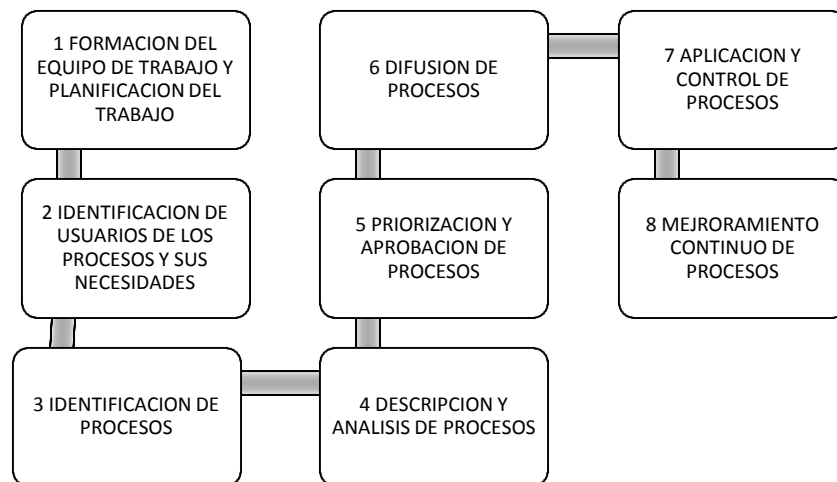 1 FORMACION DEL
EQUIPO DE TRABAJO Y
PLANIFICACION DEL
TRABAJO
2 IDENTIFICACION DE
USUARIOS DE LOS
PROCESOS Y SUS
NECESIDADES
3 IDENTIFICACION DE
PROCESOS
4 DESCRIPCION Y
ANALISIS DE PROCESOS
5 PRIORIZACION Y
APROBACION DE
PROCESOS
6 DIFUSION DE
PROCESOS
7 APLICACION Y
CONTROL DE
PROCESOS
8 MEJRORAMIENTO
CONTINUO DE
PROCESOS